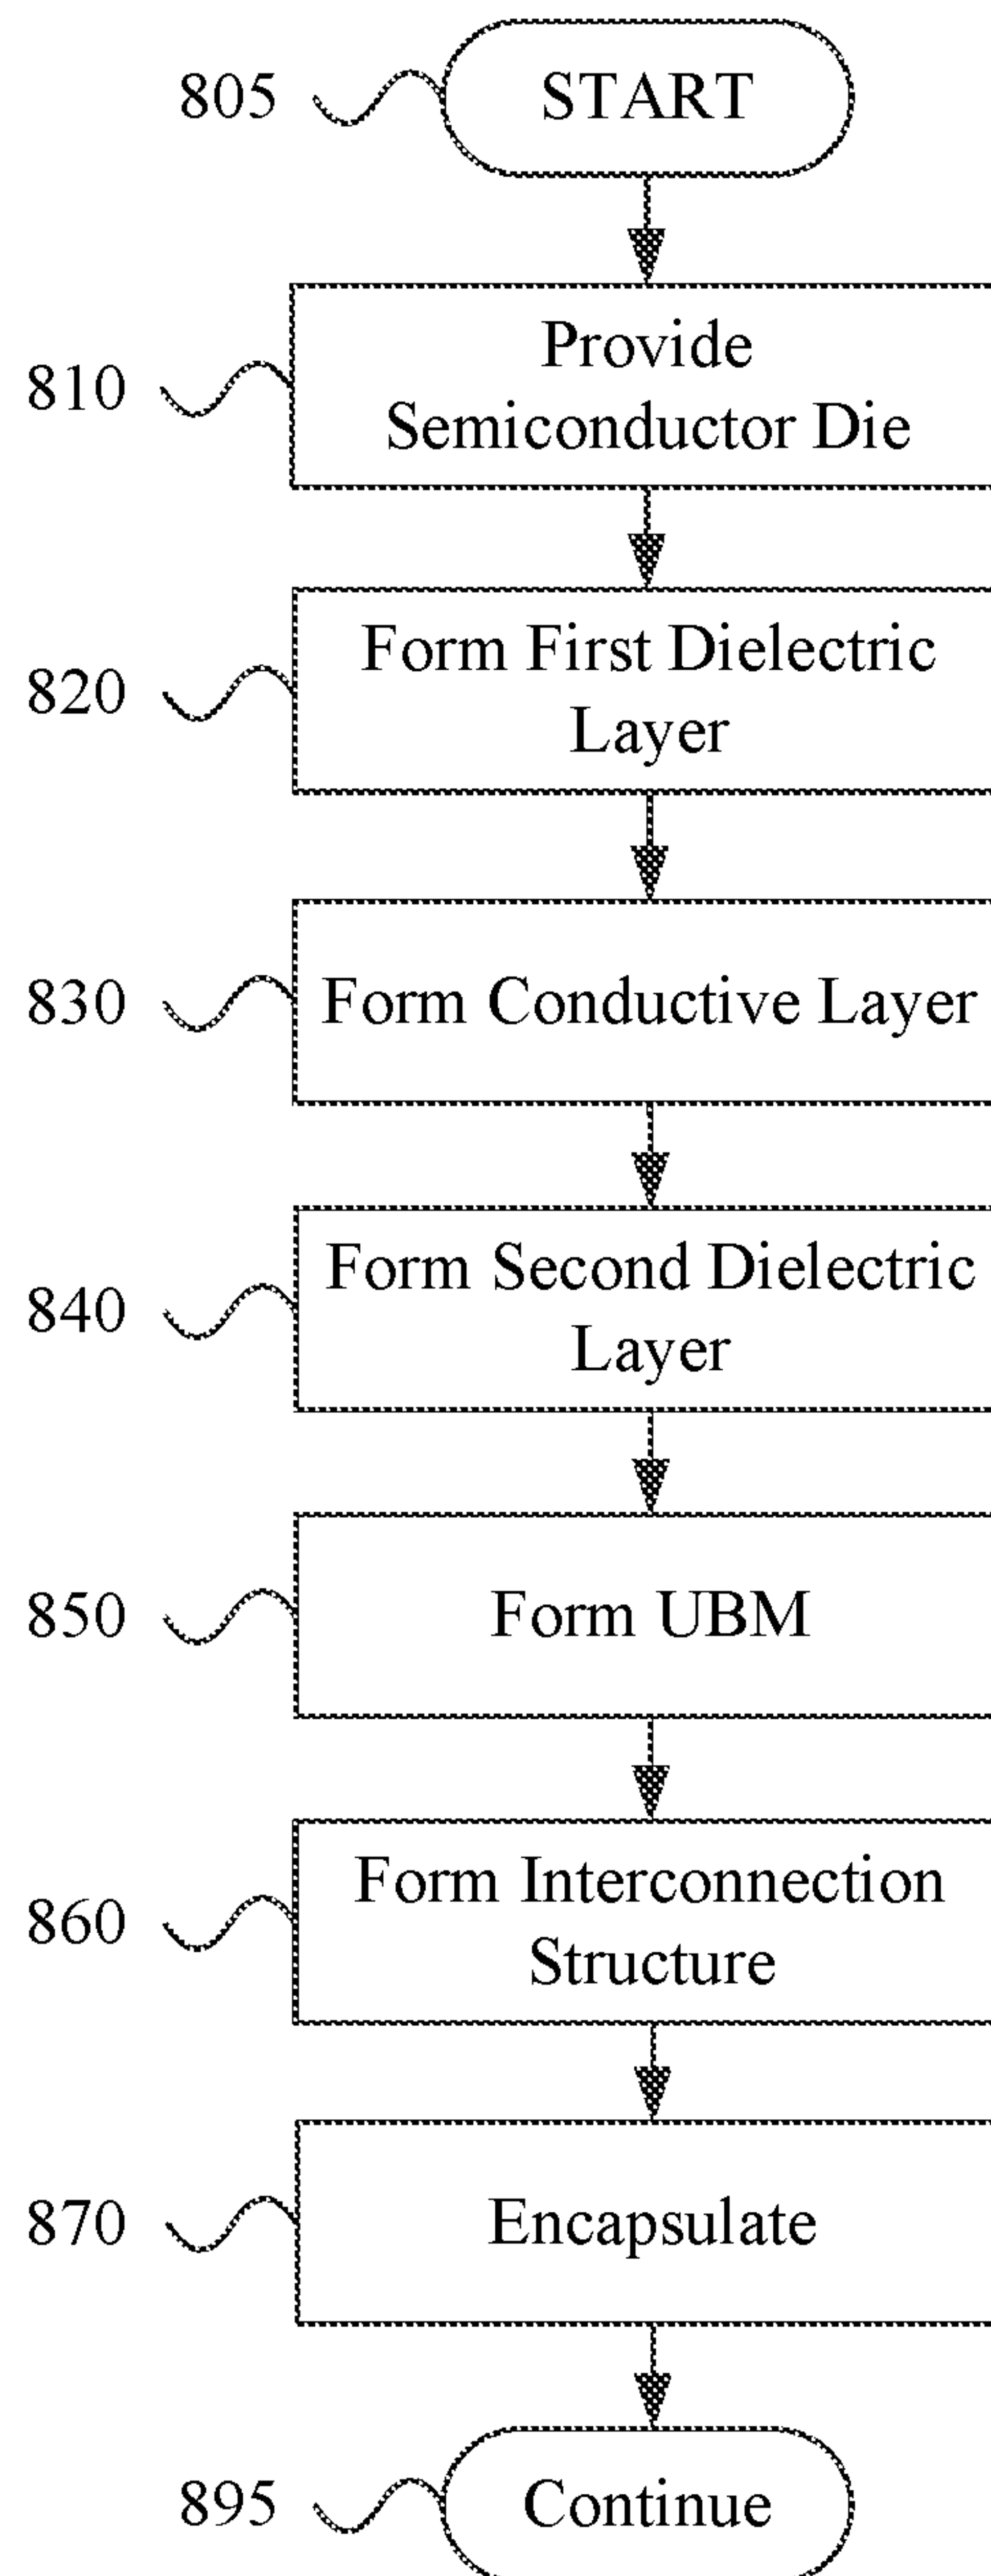 805
START
810
Provide
Semiconductor Die
820
Form First Dielectric
Layer
830
Form Conductive Layer
840
Form Second Dielectric
Layer
850
Form UBM
860
Form Interconnection
Structure
870
Encapsulate
895
Continue